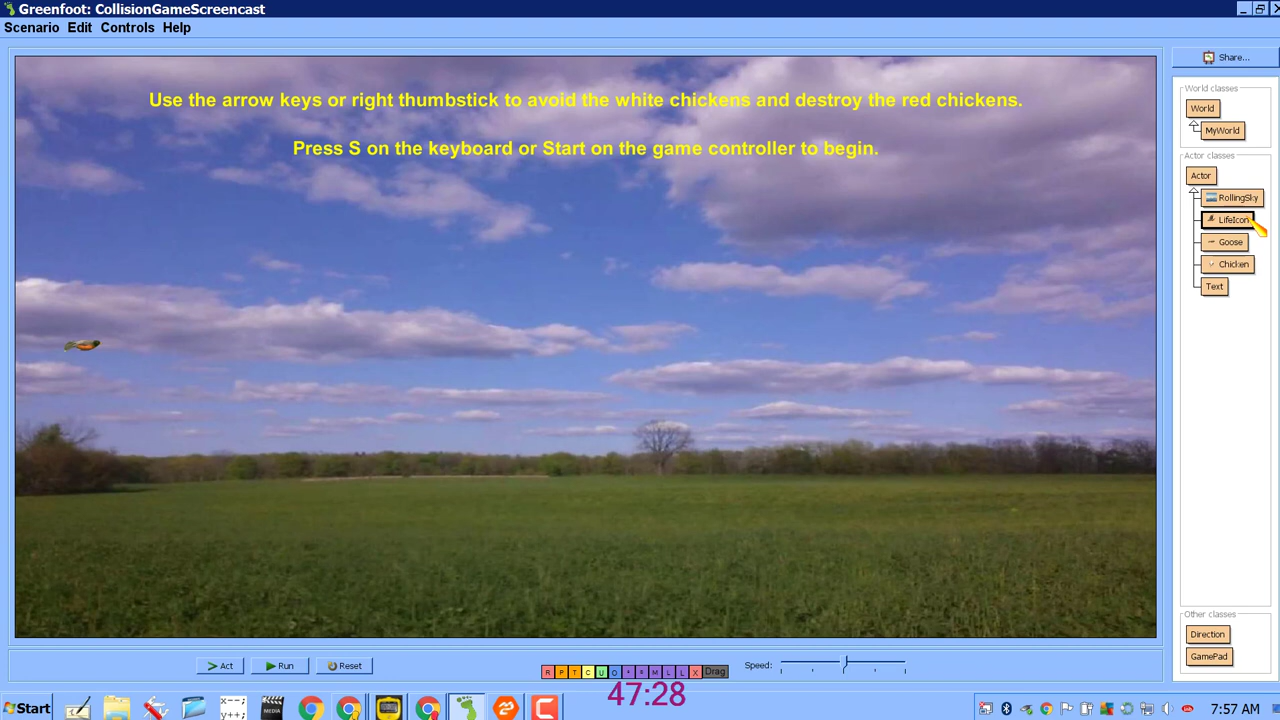 Greenfoot: CollisionGameScreencast
Scenario Edit Controls Help
Share...
Use the arrow keys or right thumbstick to avoid the white chickens and destroy the red chickens.
Press S on the keyboard or Start on the game controller to begin.
World classes
World
MyWorld
Actor classes
Actor
RollingSky
LifeIcon
Goose
Chicken
Text
Other classes
Direction
GamePad
Act Run Reset
R P T C U O * s M L L X Drag
Speed:
47:28
Start
x--;
y++;
MEDIA
7:57 AM